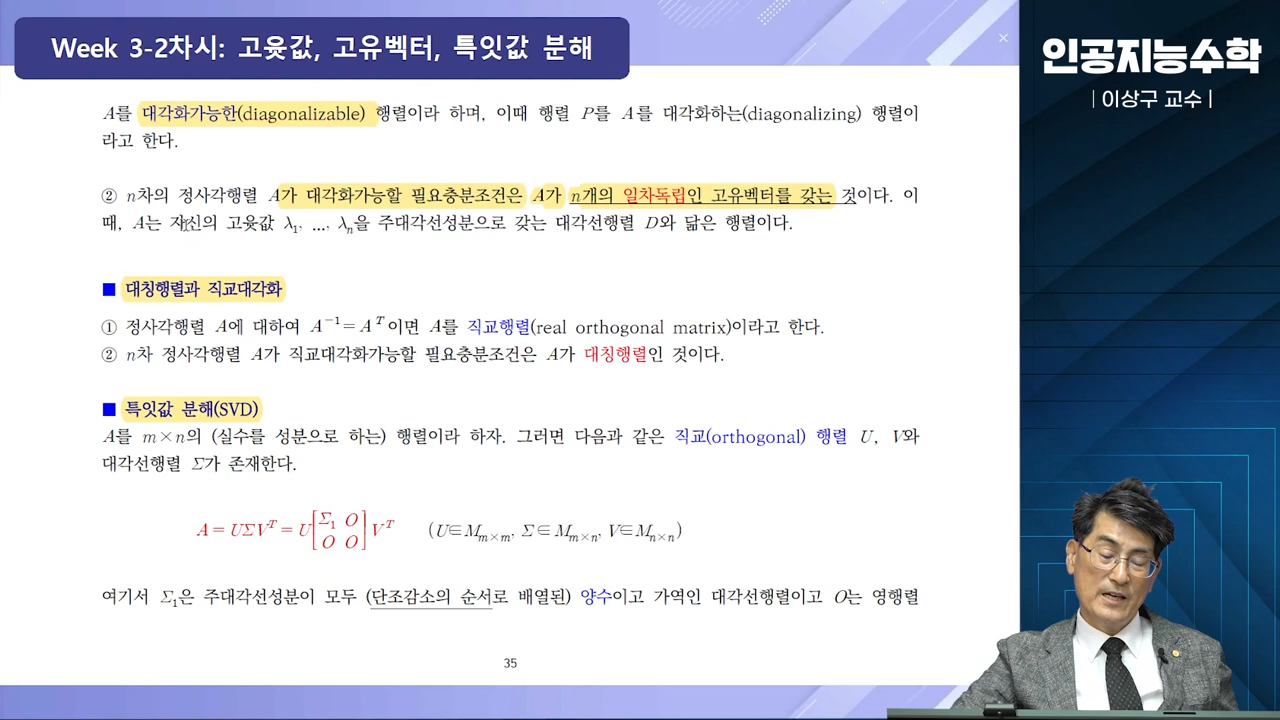 Week 3-2차시: 고윳값, 고유벡터, 특잇값 분해
인공지능수학
| 이상구 교수 |
A를 대각화가능한(diagonalizable) 행렬이라 하며, 이때 행렬 P를 A를 대각화하는(diagonalizing) 행렬이
라고 한다.
② n차의 정사각행렬 A가 대각화가능할 필요충분조건은 A가 n개의 일차독립인 고유벡터를 갖는 것이다. 이
때, A는 자신의 고윳값 λ₁, ..., λₙ을 주대각선성분으로 갖는 대각선행렬 D와 닮은 행렬이다.
■ 대칭행렬과 직교대각화
① 정사각행렬 A에 대하여 A⁻¹=Aᵀ이면 A를 직교행렬(real orthogonal matrix)이라고 한다.
② n차 정사각행렬 A가 직교대각화가능할 필요충분조건은 A가 대칭행렬인 것이다.
■ 특잇값 분해(SVD)
A를 m×n의 (실수를 성분으로 하는) 행렬이라 하자. 그러면 다음과 같은 직교(orthogonal) 행렬 U, V와
대각선행렬 Σ가 존재한다.
A = UΣVᵀ = U[Σ₁ O; O O]Vᵀ (U∈M_{m×m}, Σ∈M_{m×n}, V∈M_{n×n})
여기서 Σ₁은 주대각선성분이 모두 (단조감소의 순서로 배열된) 양수이고 가역인 대각선행렬이고 O는 영행렬
35